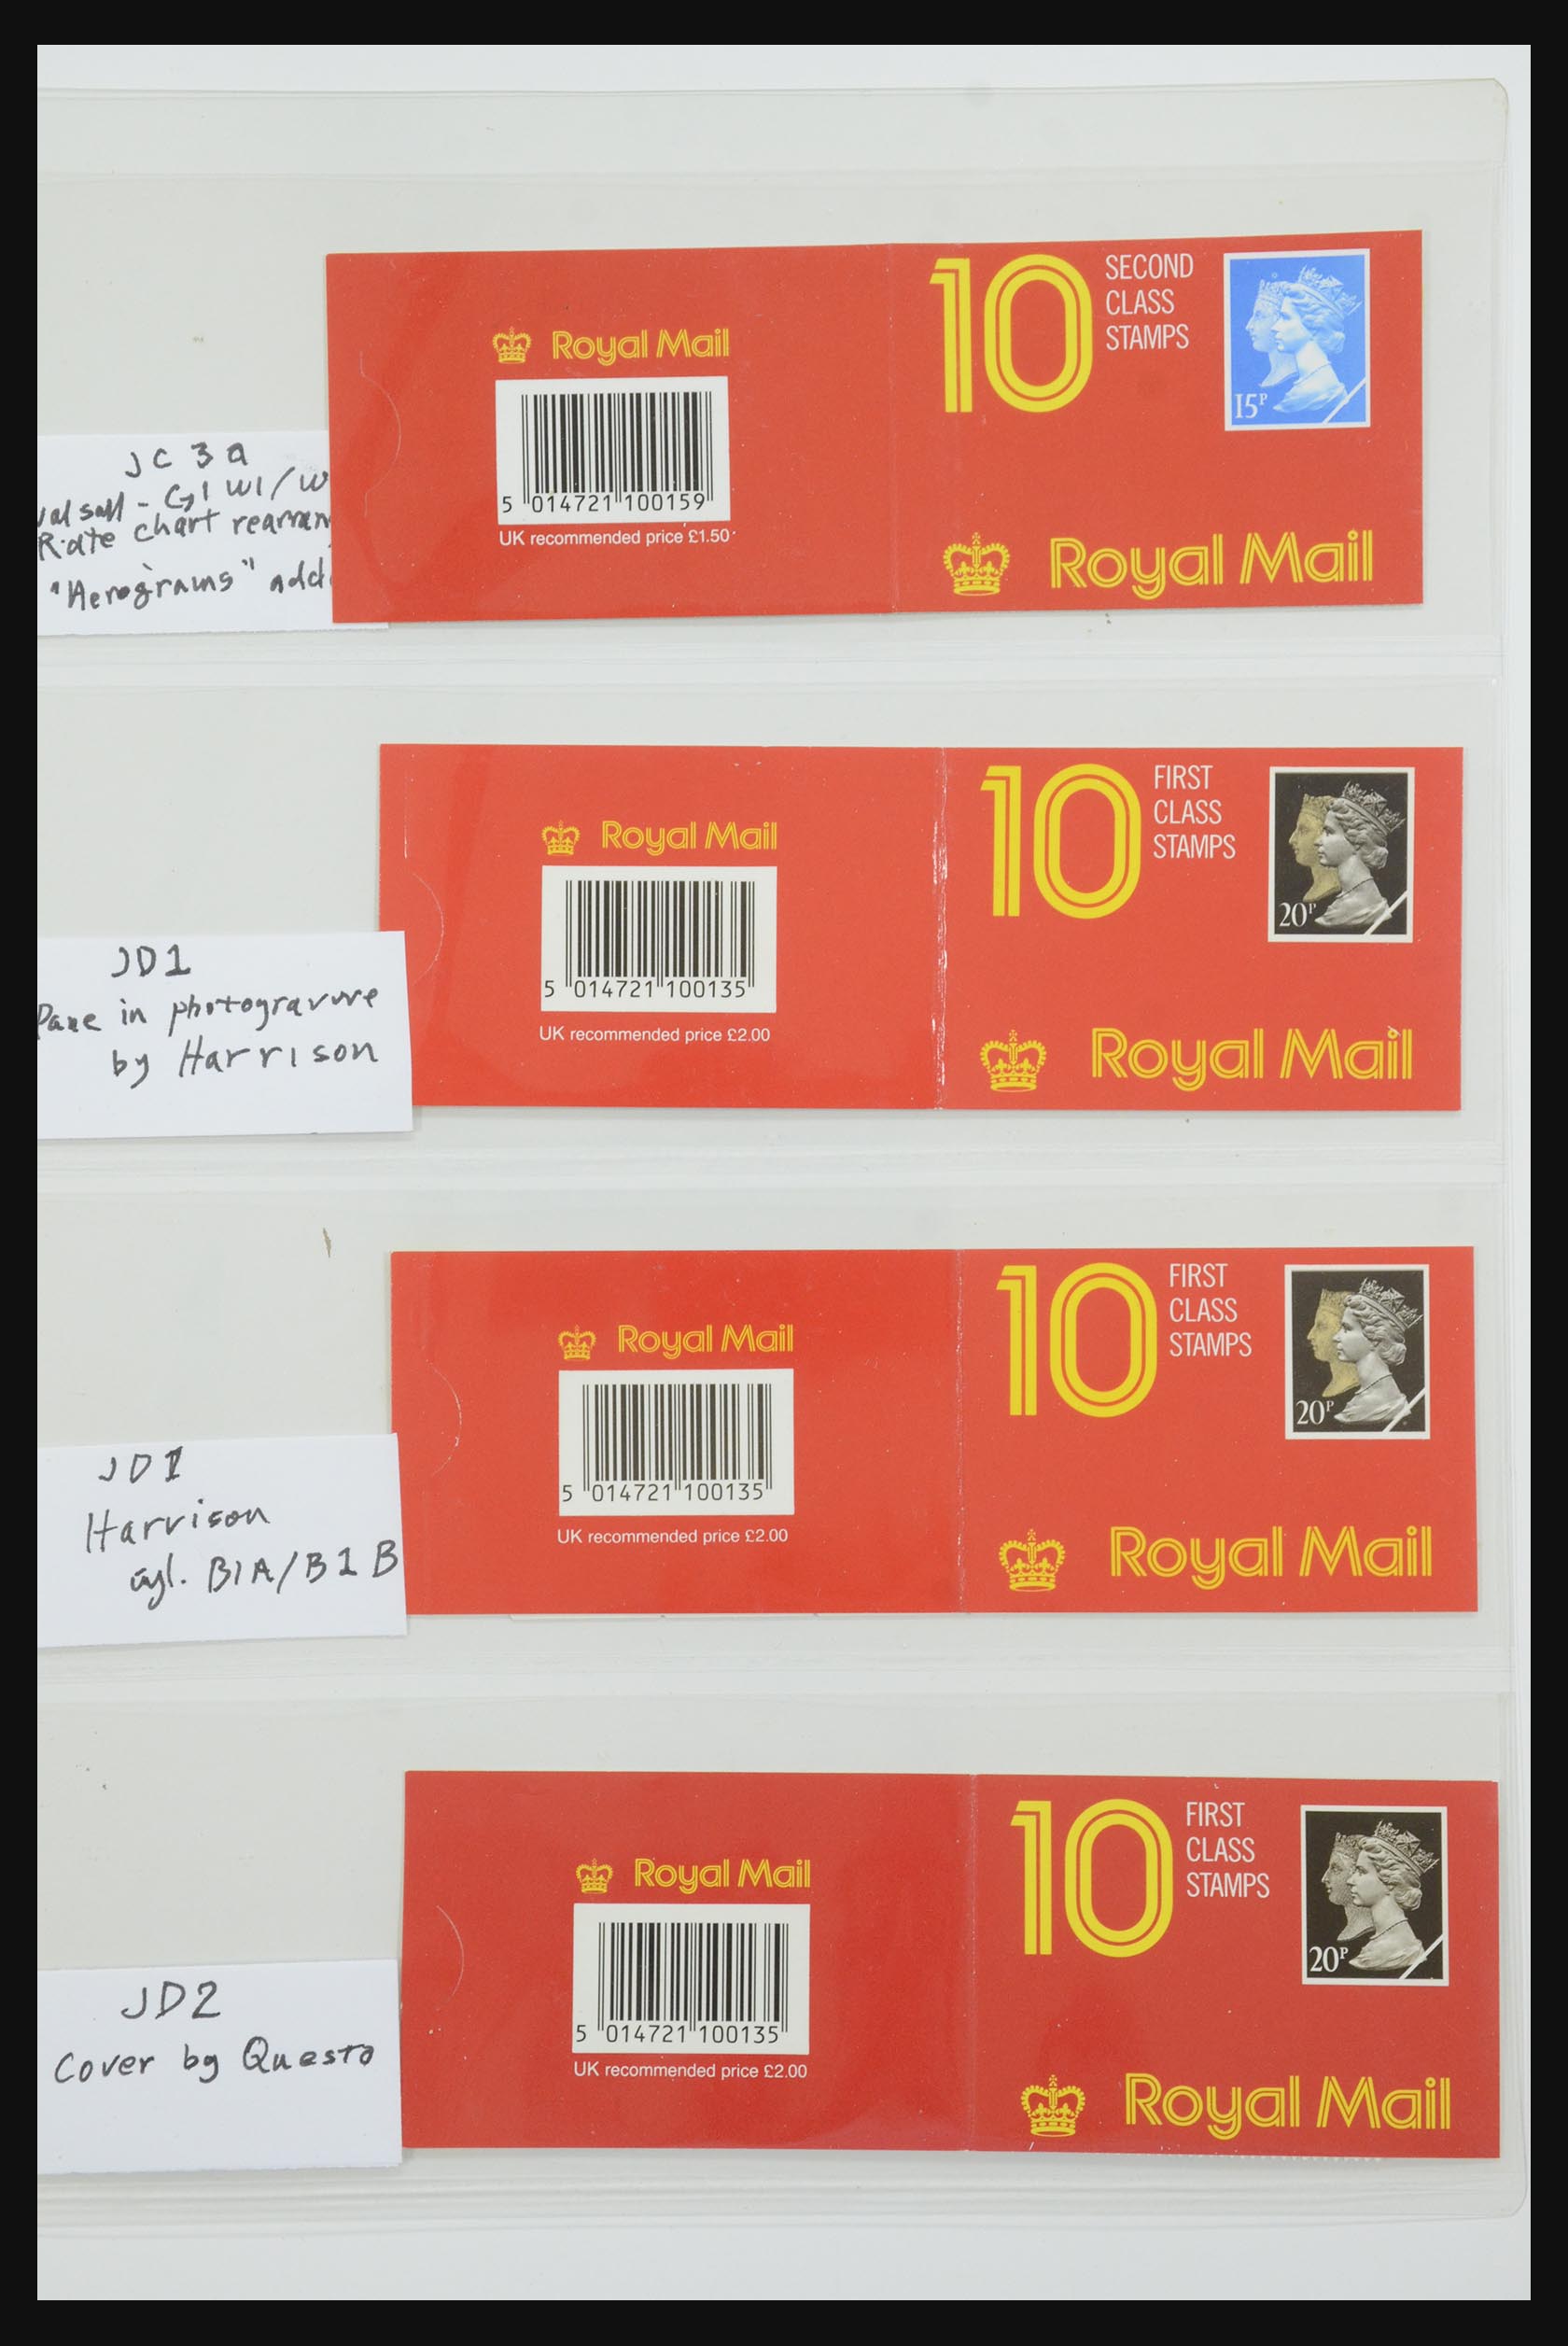 JC3a
Walsall - G1 W1/W
Rate chart rearran
"Aerograms" add
Royal Mail
5 014721 100159
UK recommended price £1.50
10
SECOND
CLASS
STAMPS
15P
Royal Mail
JD1
Pane in photogravure
by Harrison
Royal Mail
5 014721 100135
UK recommended price £2.00
10
FIRST
CLASS
STAMPS
20P
Royal Mail
JD1
Harrison
cyl. B1A/B1B
Royal Mail
5 014721 100135
UK recommended price £2.00
10
FIRST
CLASS
STAMPS
20P
Royal Mail
JD2
Cover by Questa
Royal Mail
5 014721 100135
UK recommended price £2.00
10
FIRST
CLASS
STAMPS
20P
Royal Mail